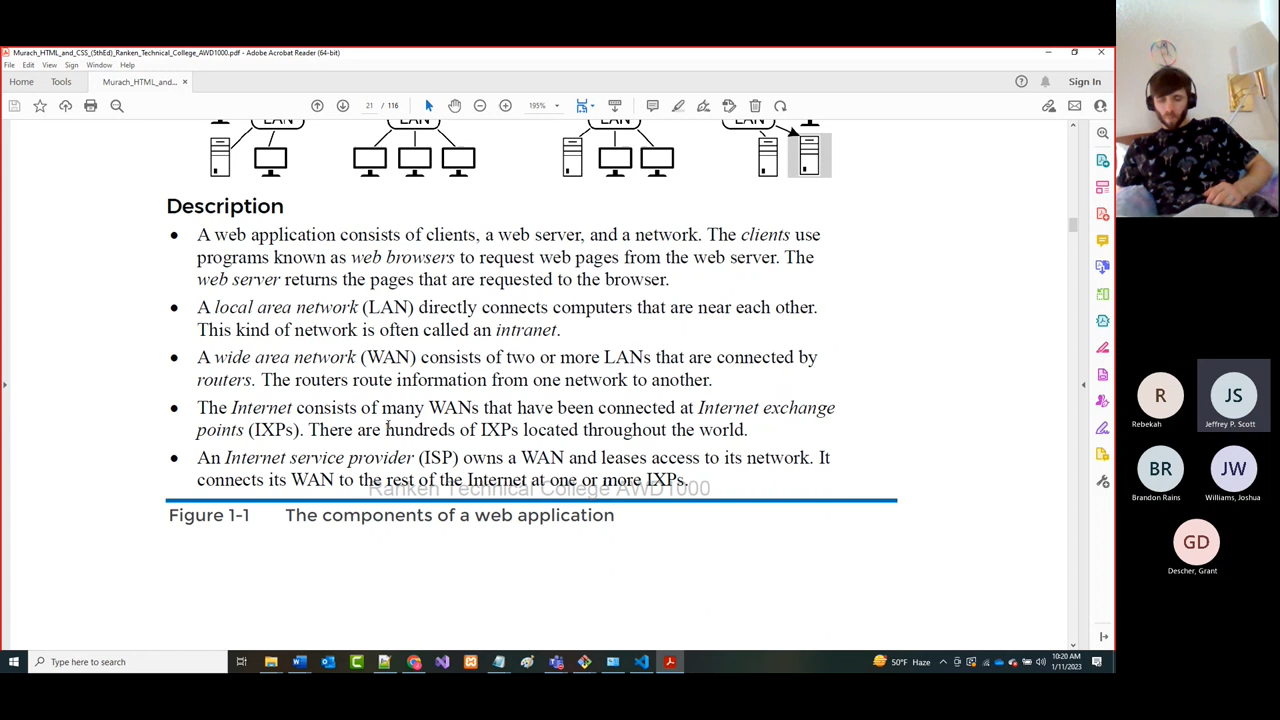 Murach_HTML_and_CSS_(5thEd)_Ranken_Technical_College_AWD1000.pdf - Adobe Acrobat Reader (64-bit)
File Edit View Sign Window Help
Home Tools Murach_HTML_and... × Sign In
21 / 116 195%
LAN LAN LAN LAN
Description
• A web application consists of clients, a web server, and a network. The clients use
programs known as web browsers to request web pages from the web server. The
web server returns the pages that are requested to the browser.
• A local area network (LAN) directly connects computers that are near each other.
This kind of network is often called an intranet.
• A wide area network (WAN) consists of two or more LANs that are connected by
routers. The routers route information from one network to another.
• The Internet consists of many WANs that have been connected at Internet exchange
points (IXPs). There are hundreds of IXPs located throughout the world.
• An Internet service provider (ISP) owns a WAN and leases access to its network. It
connects its WAN to the rest of the Internet at one or more IXPs.
Ranken Technical College AWD1000
Figure 1-1 The components of a web application
R JS
Rebekah Jeffrey P. Scott
BR JW
Brandon Rains Williams, Joshua
GD
Descher, Grant
Type here to search
50°F Haze
10:20 AM
1/11/2023